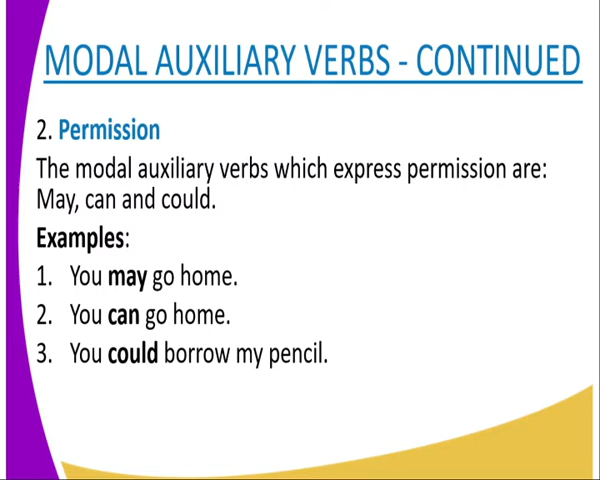 MODAL AUXILIARY VERBS - CONTINUED
2. Permission
The modal auxiliary verbs which express permission are:
May, can and could.
Examples:
1. You may go home.
2. You can go home.
3. You could borrow my pencil.